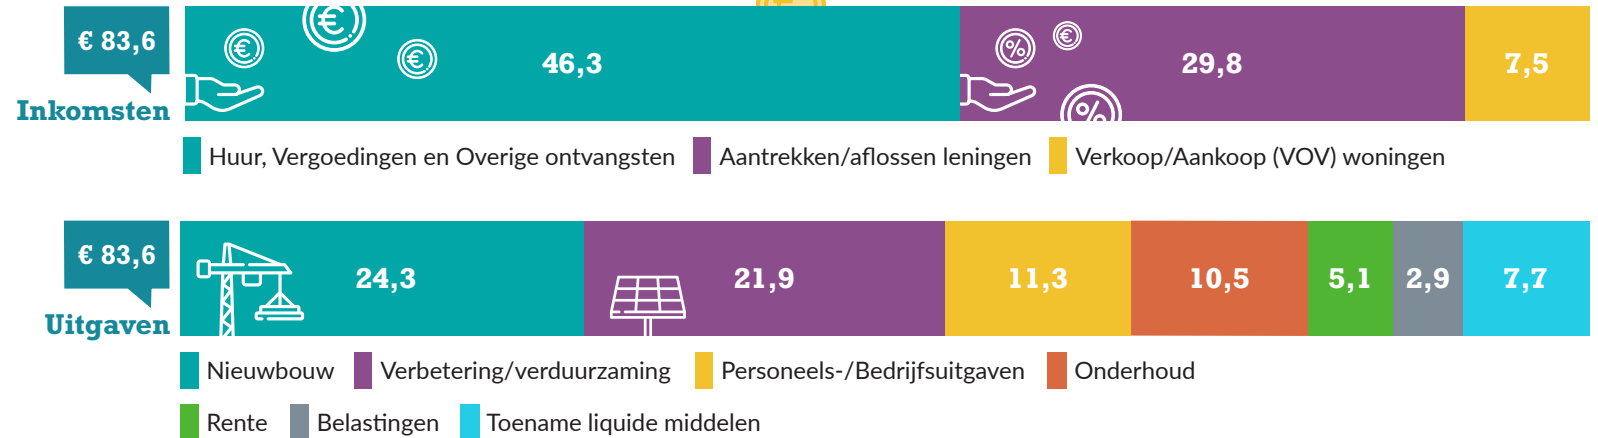 € 83,6
Inkomsten
46,3 29,8 7,5
Huur, Vergoedingen en Overige ontvangsten Aantrekken/aflossen leningen Verkoop/Aankoop (VOV) woningen
€ 83,6
Uitgaven
24,3 21,9 11,3 10,5 5,1 2,9 7,7
Nieuwbouw Verbetering/verduurzaming Personeels-/Bedrijfsuitgaven Onderhoud
Rente Belastingen Toename liquide middelen